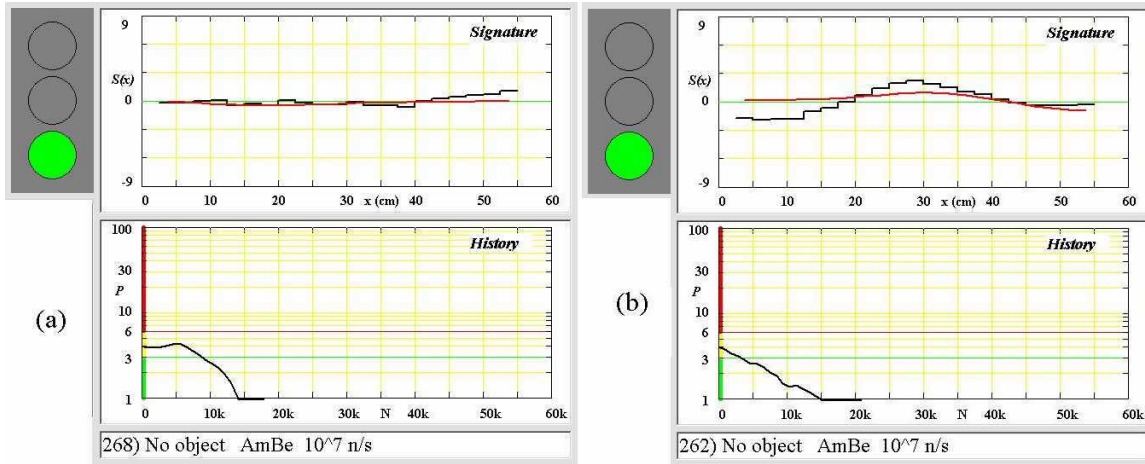 9
Signature
S(x)
0
-9
0 10 20 30 x (cm) 40 50 60
100
History
30
P
10
6
3
1
0 10k 20k 30k N 40k 50k 60k
268) No object AmBe 10^7 n/s
(a)
9
Signature
S(x)
0
-9
0 10 20 30 x (cm) 40 50 60
100
History
30
P
10
6
3
1
0 10k 20k 30k N 40k 50k 60k
262) No object AmBe 10^7 n/s
(b)